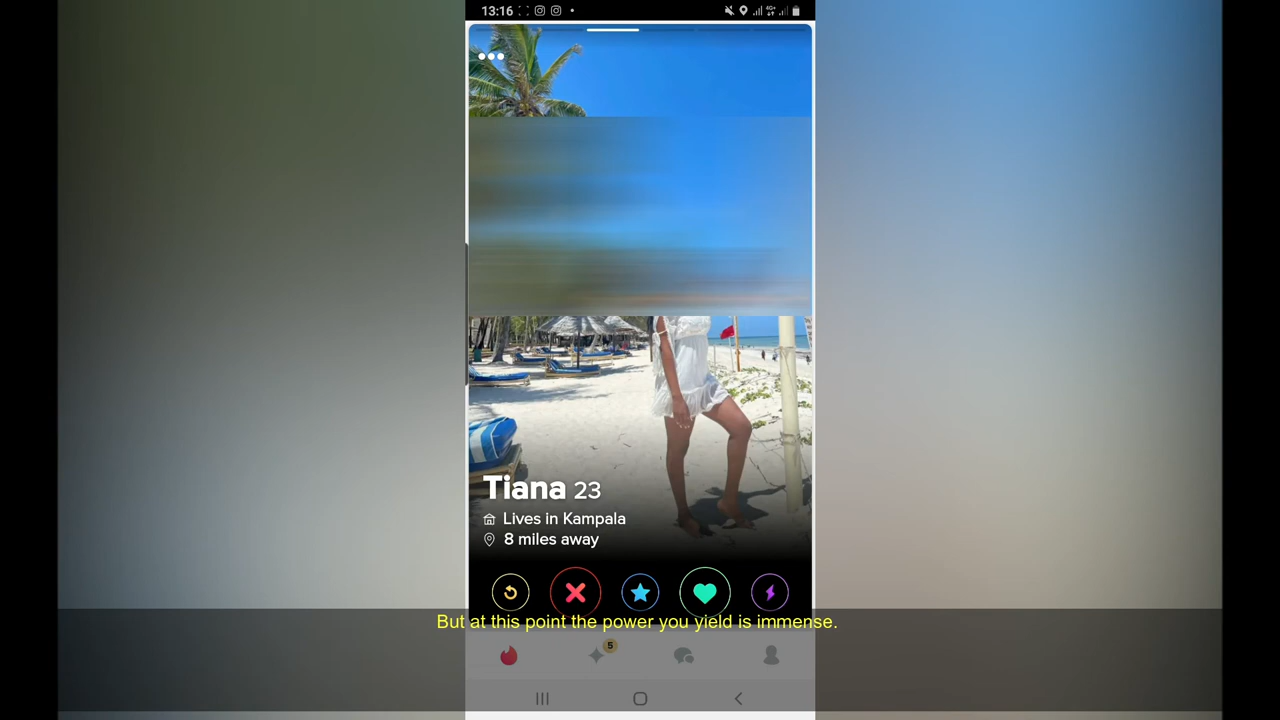 13:16
4G+
Tiana 23
Lives in Kampala
8 miles away
But at this point the power you yield is immense.
5